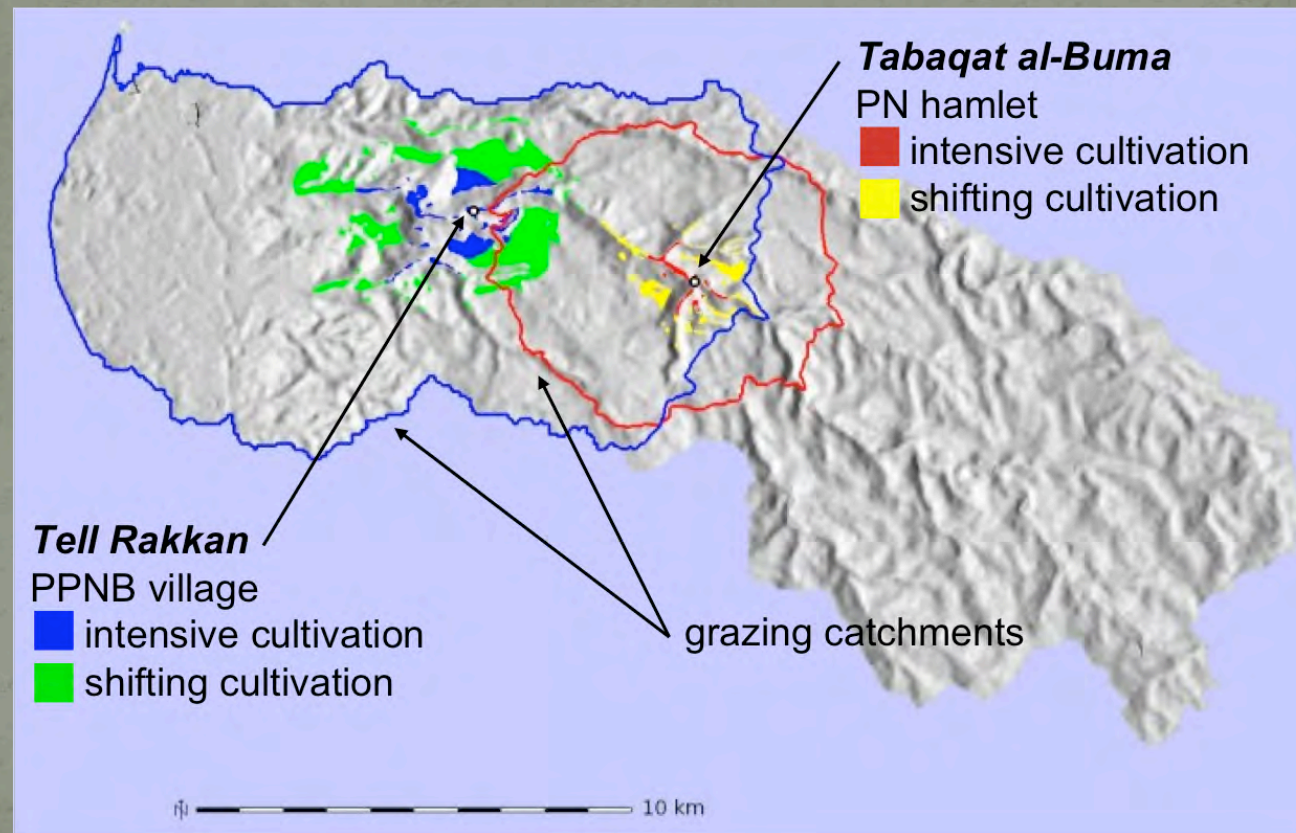 Tabaqat al-Buma
PN hamlet
intensive cultivation
shifting cultivation
Tell Rakkan
PPNB village
intensive cultivation
shifting cultivation
grazing catchments
10 km